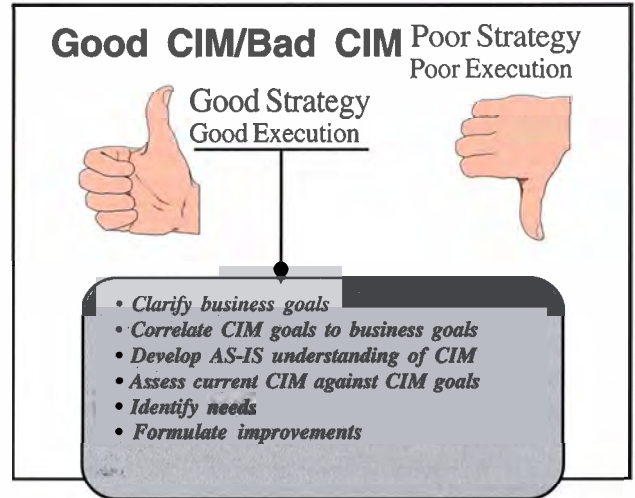 Good CIM/Bad CIM
Poor Strategy
Poor Execution
Good Strategy
Good Execution
• Clarify business goals
• Correlate CIM goals to business goals
• Develop AS-IS understanding of CIM
• Assess current CIM against CIM goals
• Identify needs
• Formulate improvements